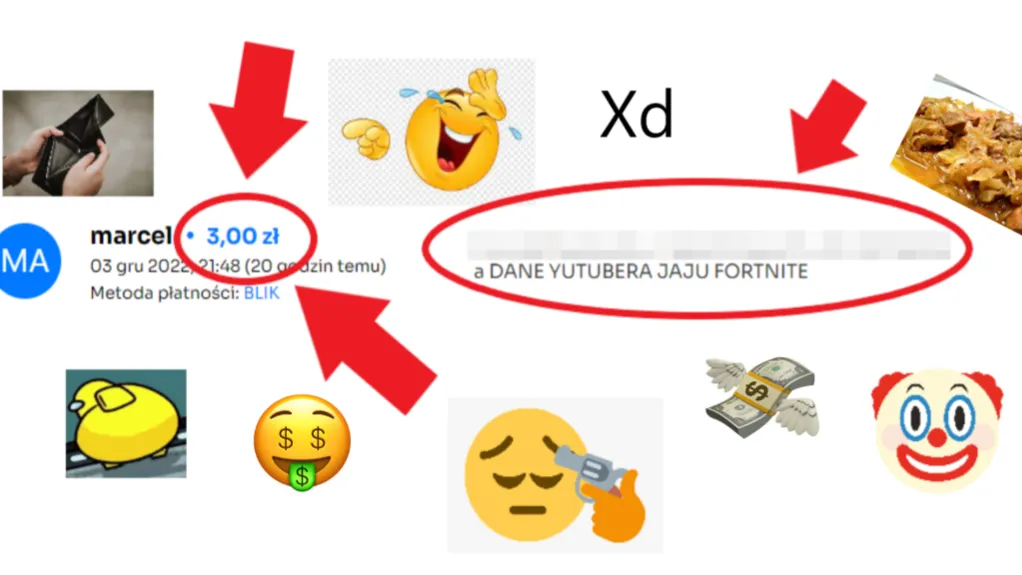 Xd
marcel • 3,00 zł
MA
03 gru 2022, 21:48 (20 godzin temu)
Metoda płatności: BLIK
a DANE YUTUBERA JAJU FORTNITE